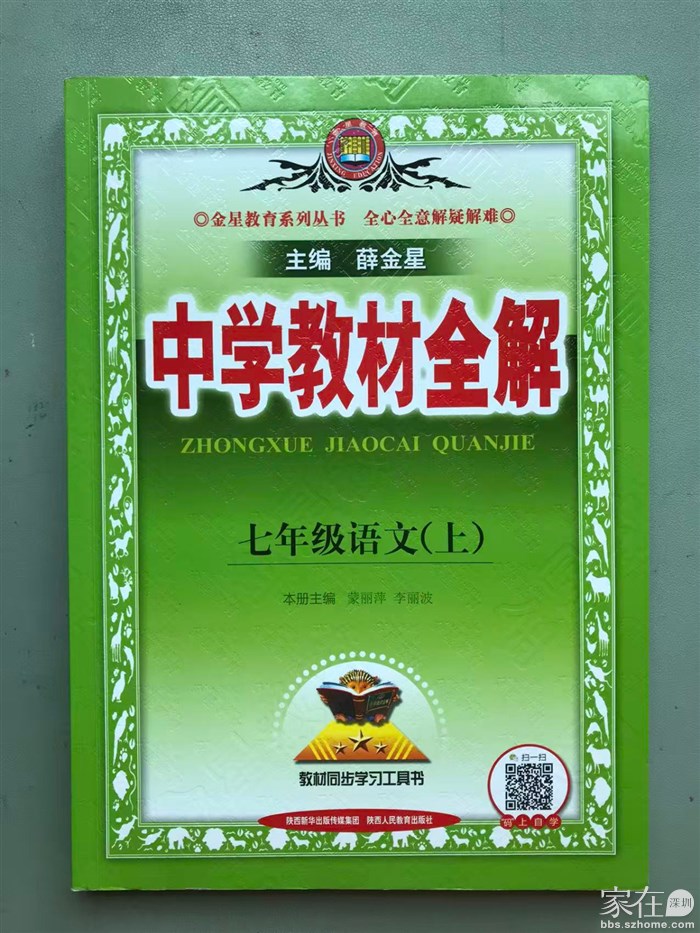 JINXING EDUCATION
◎金星教育系列丛书 全心全意解疑解难◎
主编 薛金星
中学教材全解
ZHONGXUE JIAOCAI QUANJIE
七年级语文(上)
本册主编 蒙丽萍 李丽波
教材同步学习工具书
扫一扫
码上自学
陕西新华出版传媒集团 陕西人民教育出版社
家在深圳
bbs.szhome.com